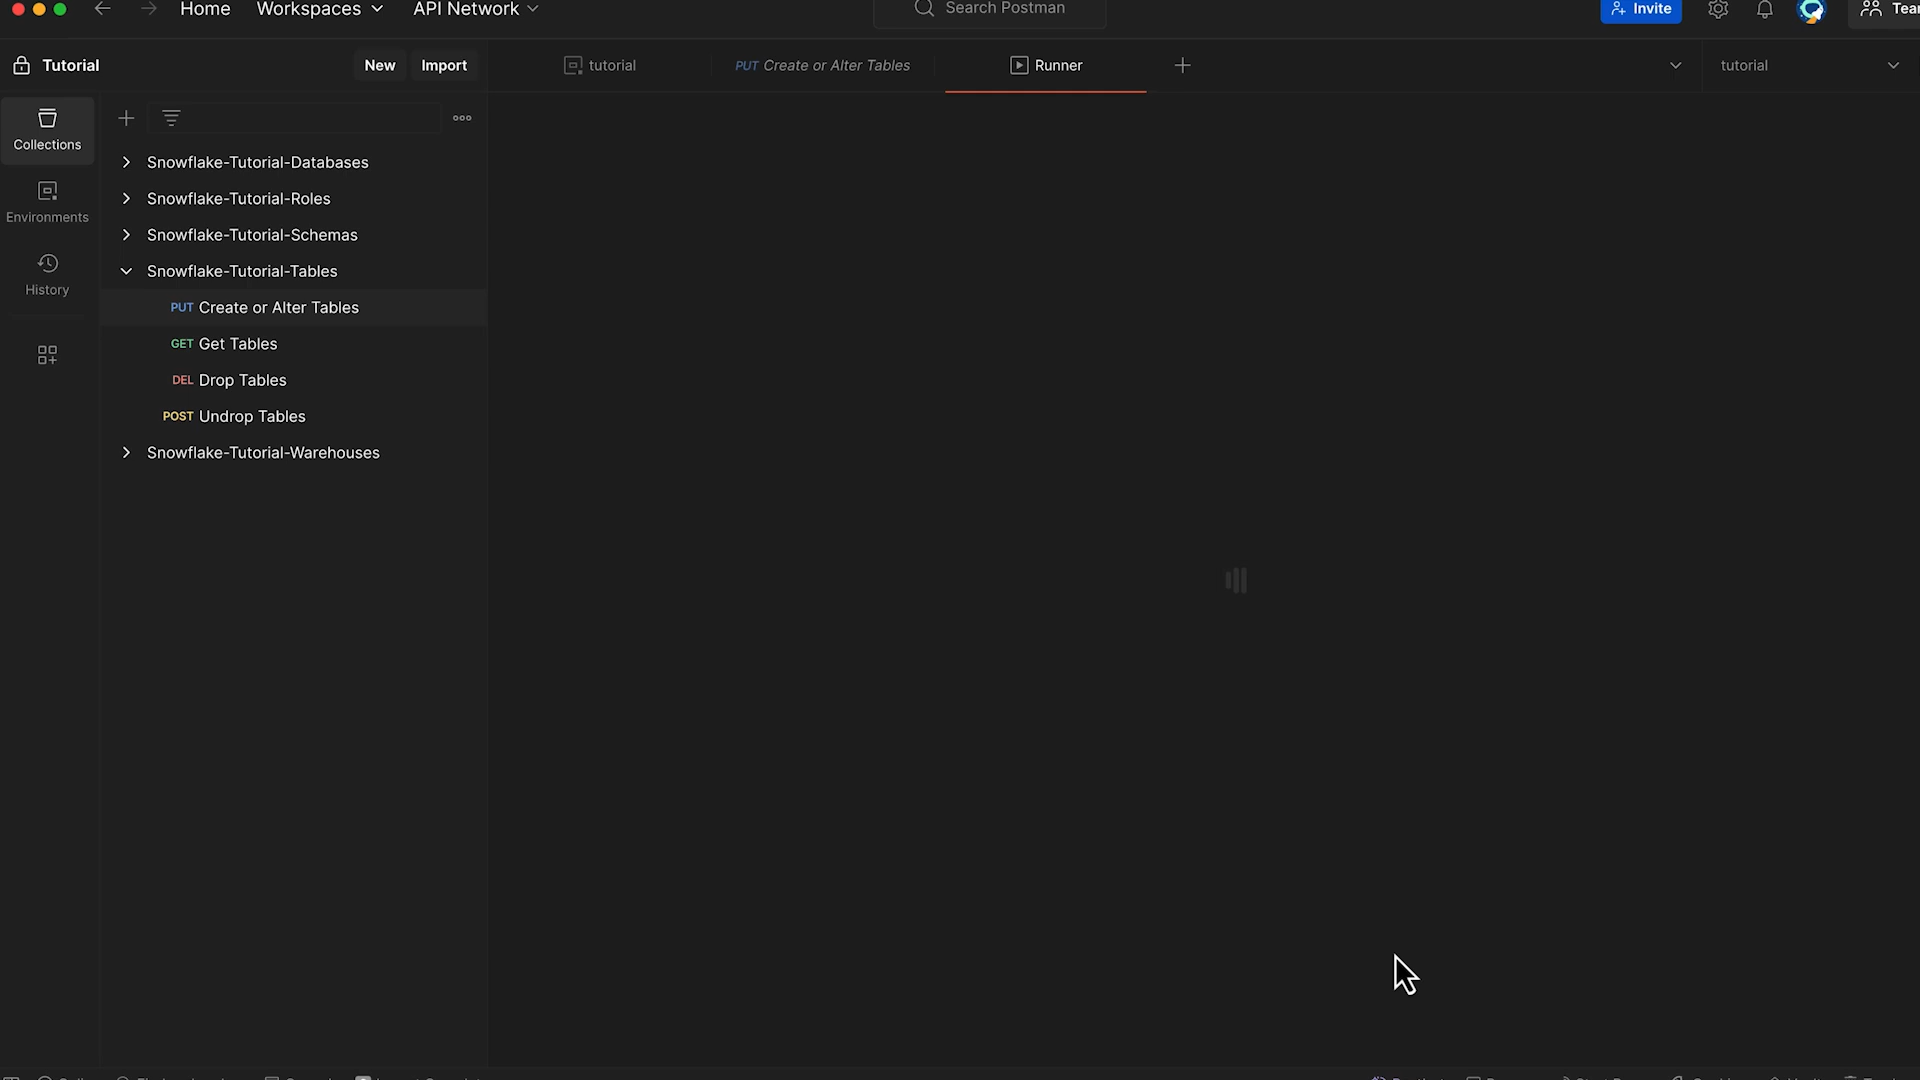 Home Workspaces API Network Search Postman Invite
Tutorial New Import tutorial PUT Create or Alter Tables Runner tutorial
Collections
Environments
History
Snowflake-Tutorial-Databases
Snowflake-Tutorial-Roles
Snowflake-Tutorial-Schemas
Snowflake-Tutorial-Tables
PUT Create or Alter Tables
GET Get Tables
DEL Drop Tables
POST Undrop Tables
Snowflake-Tutorial-Warehouses